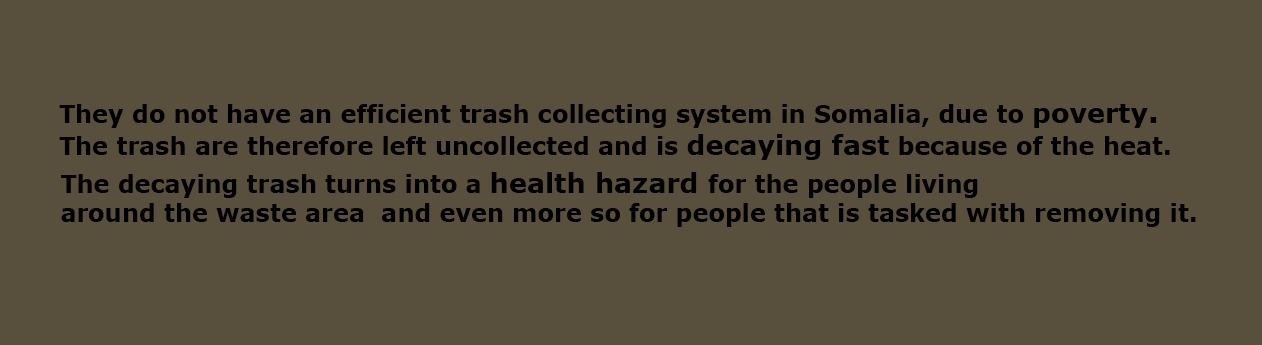 They do not have an efficient trash collecting system in Somalia, due to poverty.
The trash are therefore left uncollected and is decaying fast because of the heat.
The decaying trash turns into a health hazard for the people living
around the waste area  and even more so for people that is tasked with removing it.